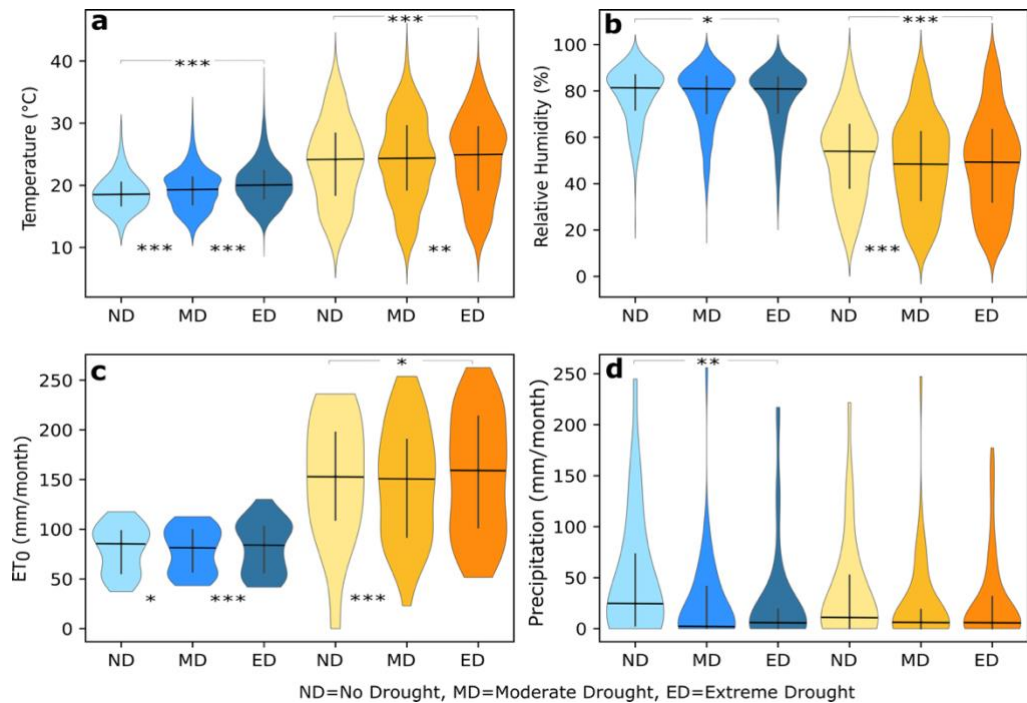 a
Temperature (°C)
40
30
20
10
***
***
*** ***
**
ND MD ED ND MD ED
b
Relative Humidity (%)
100
80
60
40
20
0
*
***
***
ND MD ED ND MD ED
c
ET0 (mm/month)
250
200
150
100
50
0
*
* ***
***
ND MD ED ND MD ED
d
Precipitation (mm/month)
250
200
150
100
50
0
**
ND MD ED ND MD ED
ND=No Drought, MD=Moderate Drought, ED=Extreme Drought